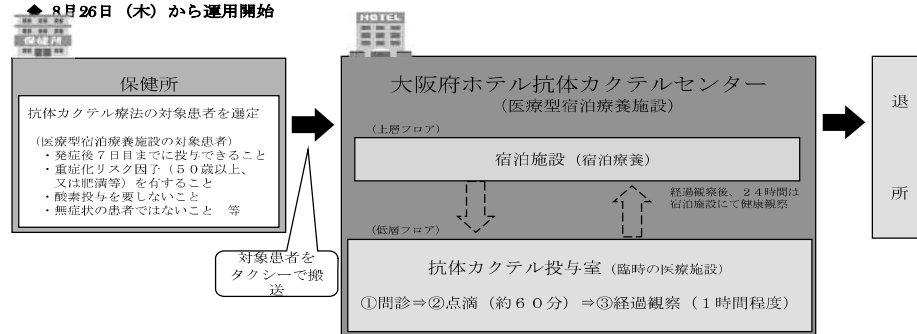 ◆ 8月26日（木）から運用開始
保健所
HOTEL
保健所
抗体カクテル療法の対象患者を選定
（医療型宿泊療養施設の対象患者）
・発症後７日目までに投与できること
・重症化リスク因子（５０歳以上、
又は肥満等）を有すること
・酸素投与を要しないこと
・無症状の患者ではないこと　等
対象患者を
タクシーで搬
送
大阪府ホテル抗体カクテルセンター
（医療型宿泊療養施設）
（上層フロア）
宿泊施設（宿泊療養）
経過観察後、２４時間は
宿泊施設にて健康観察
（低層フロア）
抗体カクテル投与室（臨時の医療施設）
①問診⇒②点滴（約６０分）⇒③経過観察（１時間程度）
退
所